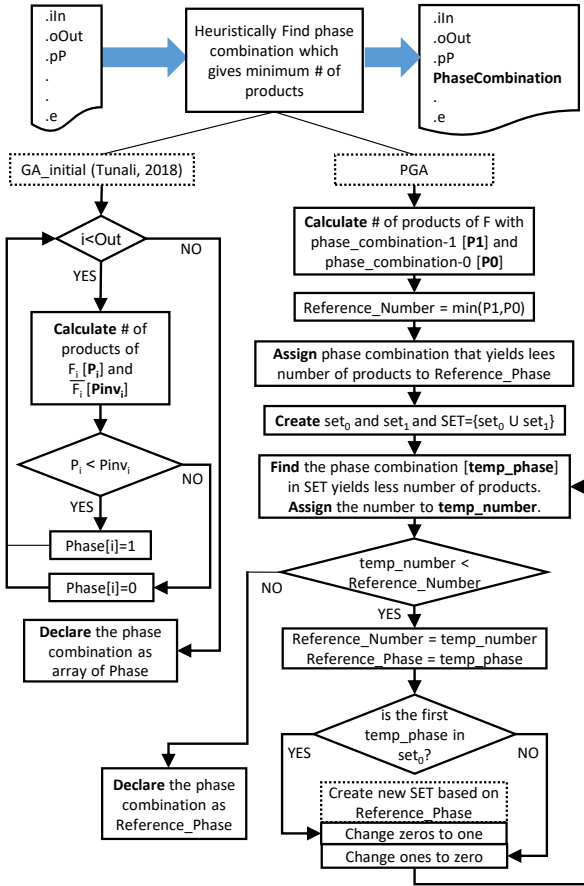 .iIn
.oOut
.pP
.
.
.e
Heuristically Find phase
combination which
gives minimum # of
products
.iIn
.oOut
.pP
PhaseCombination
.
.e
GA_initial (Tunali, 2018)
i<Out
NO
YES
Calculate # of
products of
F_i [P_i] and
F̅_i [Pinv_i]
P_i < Pinv_i
NO
YES
Phase[i]=1
Phase[i]=0
Declare the phase
combination as
array of Phase
PGA
Calculate # of products of F with
phase_combination-1 [P1] and
phase_combination-0 [P0]
Reference_Number = min(P1,P0)
Assign phase combination that yields lees
number of products to Reference_Phase
Create set₀ and set₁ and SET={set₀ U set₁}
Find the phase combination [temp_phase]
in SET yields less number of products.
Assign the number to temp_number.
temp_number <
Reference_Number
NO
YES
Reference_Number = temp_number
Reference_Phase = temp_phase
is the first
temp_phase in
set₀?
YES
NO
Declare the phase
combination as
Reference_Phase
Create new SET based on
Reference_Phase
Change zeros to one
Change ones to zero